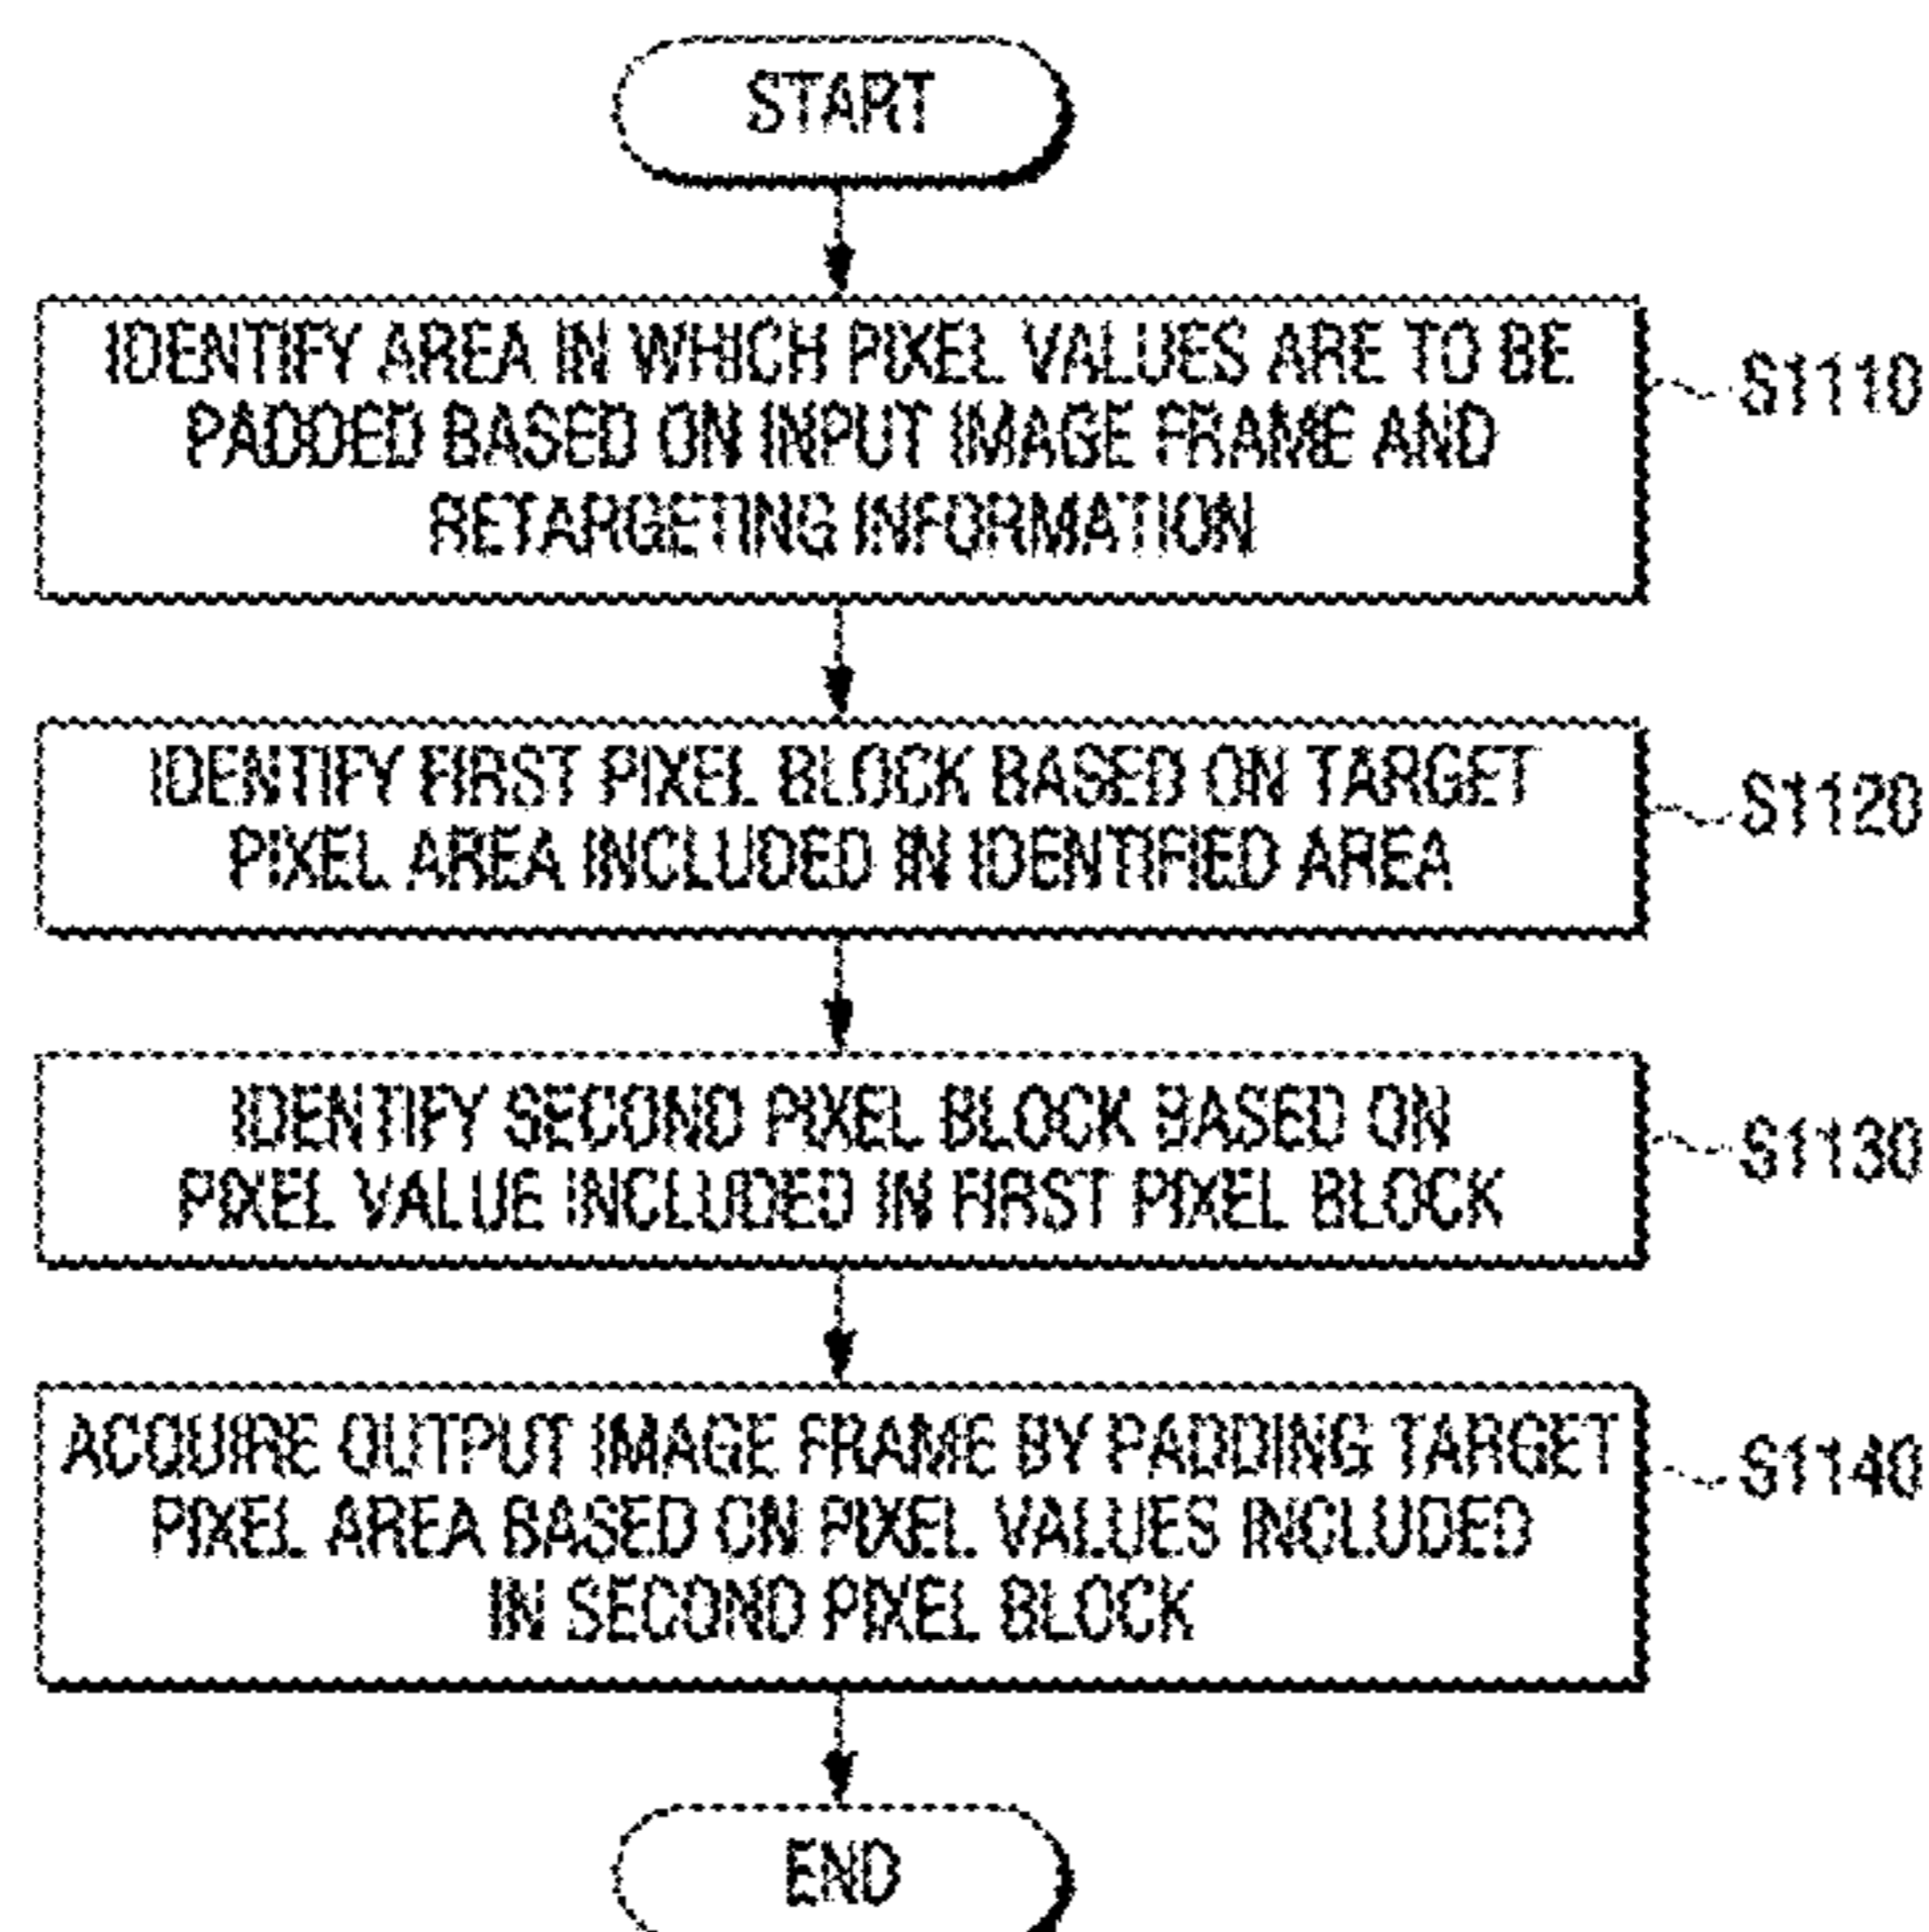 START
IDENTIFY AREA IN WHICH PIXEL VALUES ARE TO BE
PADDED BASED ON INPUT IMAGE FRAME AND
RETARGETING INFORMATION
S1110
IDENTIFY FIRST PIXEL BLOCK BASED ON TARGET
PIXEL AREA INCLUDED IN IDENTIFIED AREA
S1120
IDENTIFY SECOND PIXEL BLOCK BASED ON
PIXEL VALUE INCLUDED IN FIRST PIXEL BLOCK
S1130
ACQUIRE OUTPUT IMAGE FRAME BY PADDING TARGET
PIXEL AREA BASED ON PIXEL VALUES INCLUDED
IN SECOND PIXEL BLOCK
S1140
END